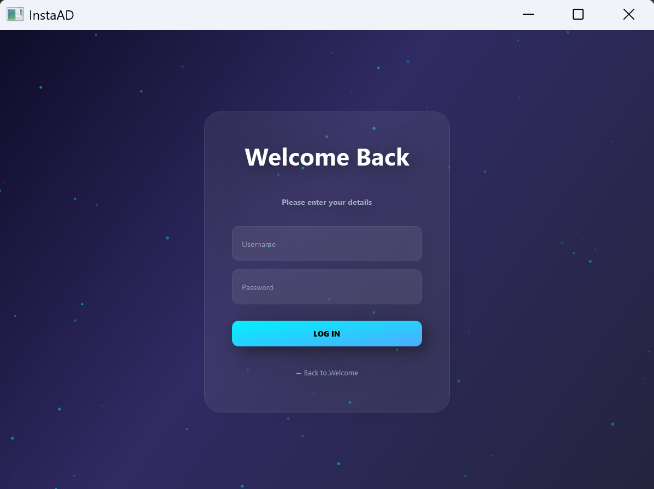 InstaAD
Welcome Back
Please enter your details
Username
Password
LOG IN
← Back to Welcome